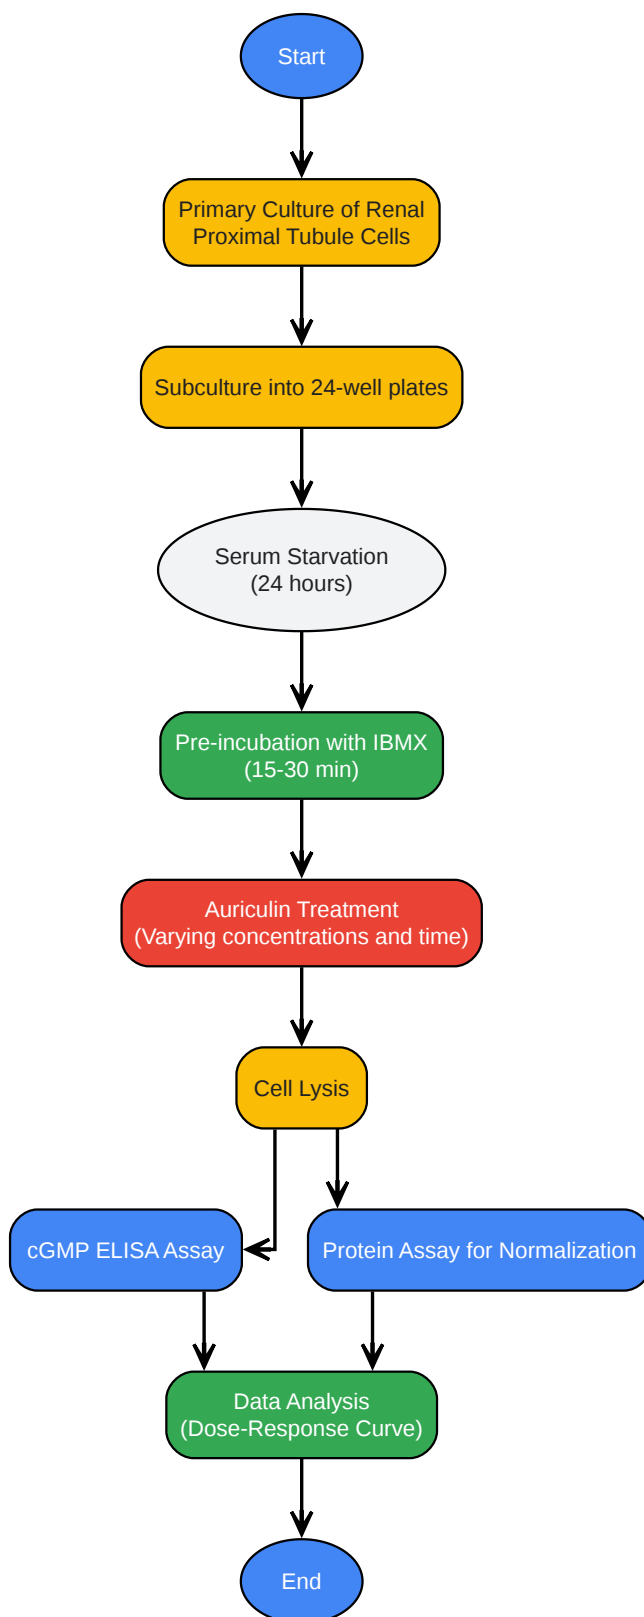 Start
Primary Culture of Renal
Proximal Tubule Cells
Subculture into 24-well plates
Serum Starvation
(24 hours)
Pre-incubation with IBMX
(15-30 min)
Auriculin Treatment
(Varying concentrations and time)
Cell Lysis
cGMP ELISA Assay
Protein Assay for Normalization
Data Analysis
(Dose-Response Curve)
End